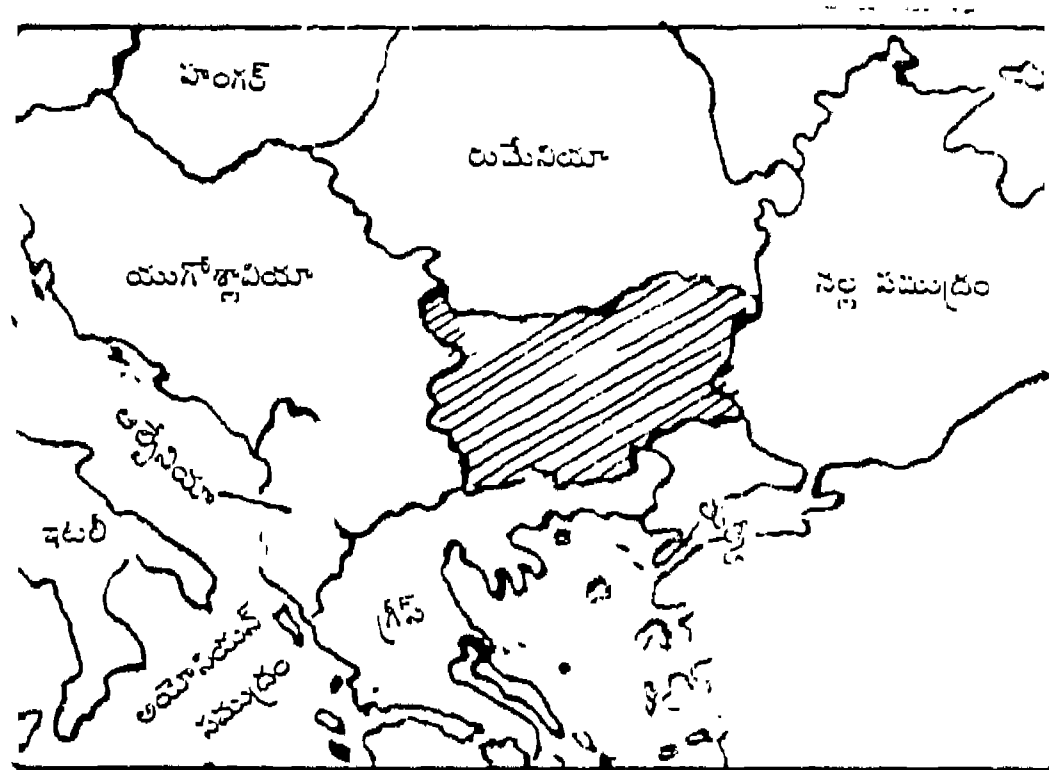 హంగరీ
రుమేనియా
యుగోశ్లావియా
నల్ల సముద్రం
అల్బేనియా
ఇటలీ
గ్రీస్
అయోనియన్
సముద్రం